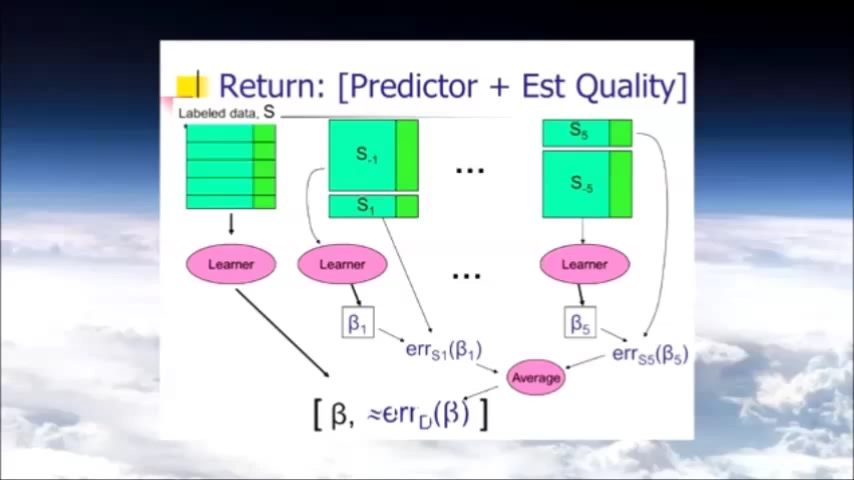 Return: [Predictor + Est Quality]
Labeled data, S
S-1
S1
...
S5
S-5
Learner
Learner
...
Learner
β1
β5
errS1(β1)
errS5(β5)
Average
[ β, ≈errD(β) ]